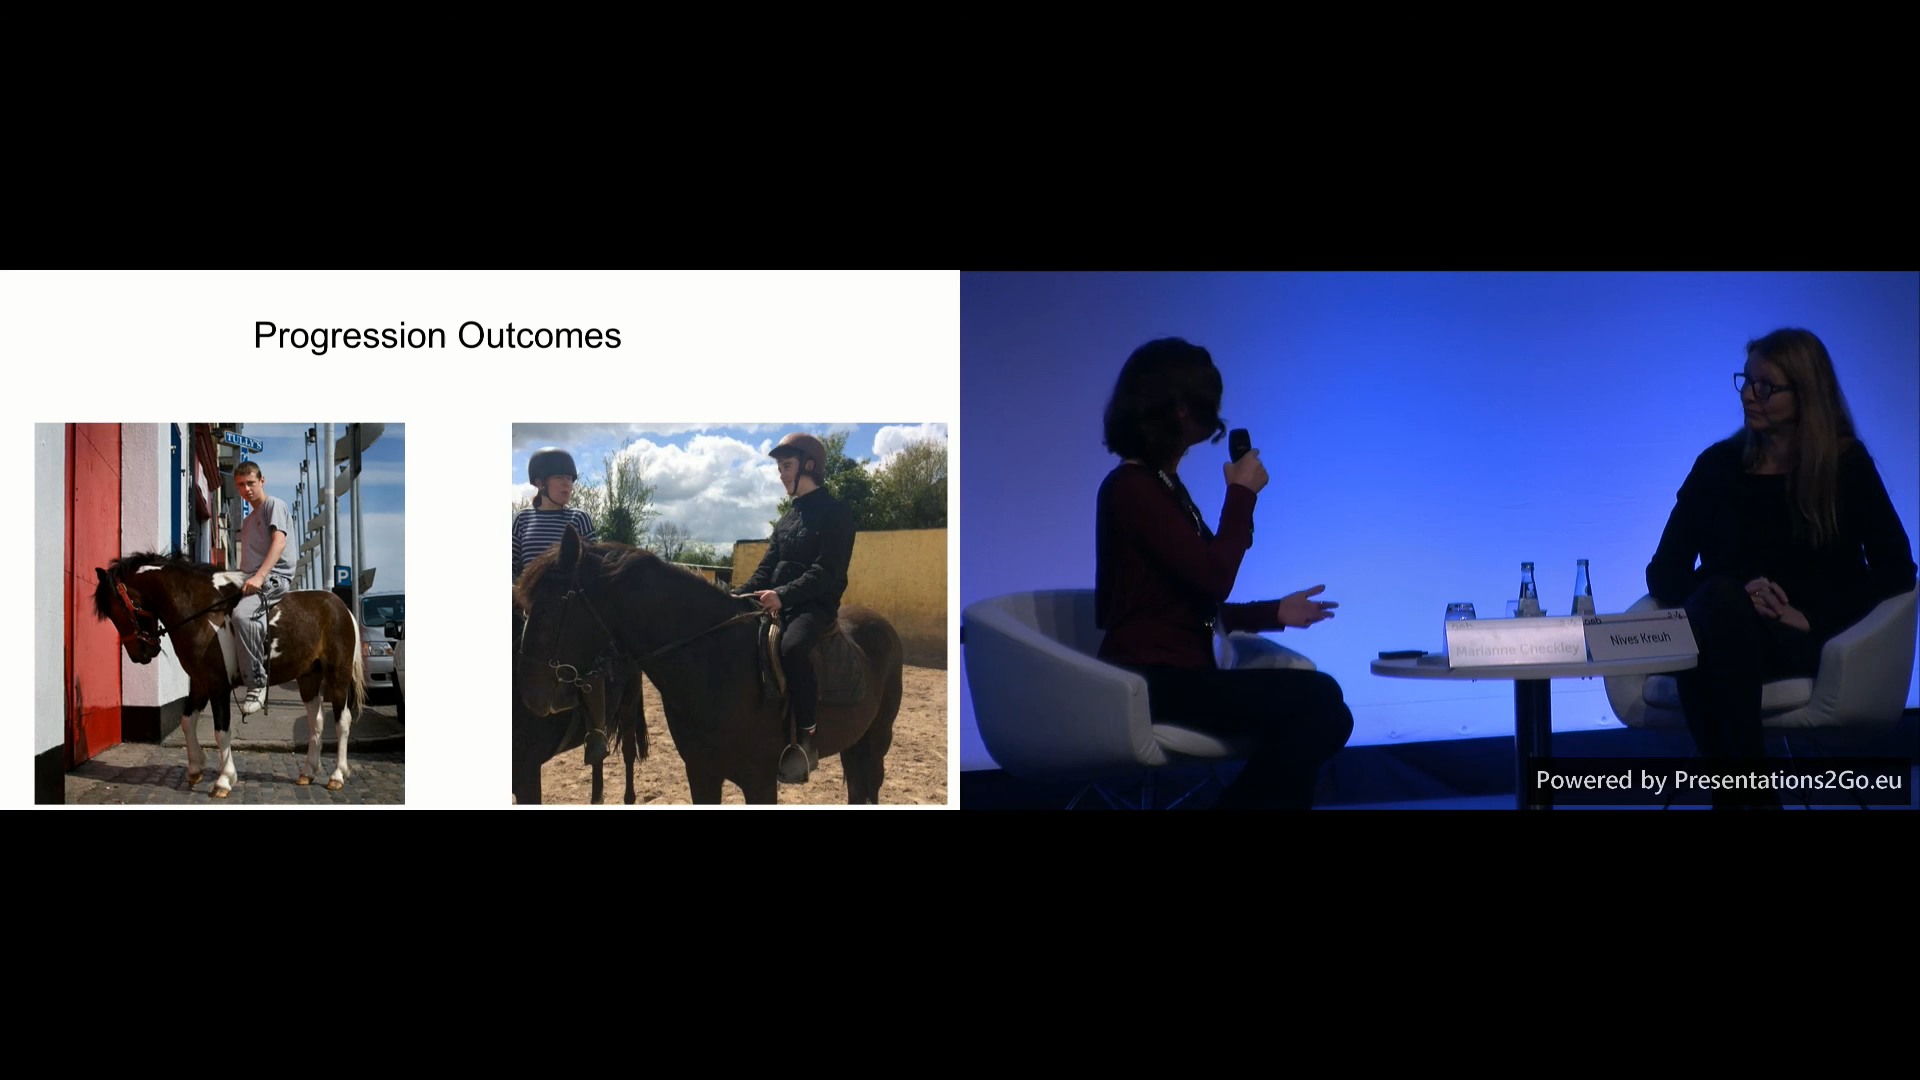 Progression Outcomes
TULLY'S
P
Marianne Checkley
Nives Kreuh
Powered by Presentations2Go.eu